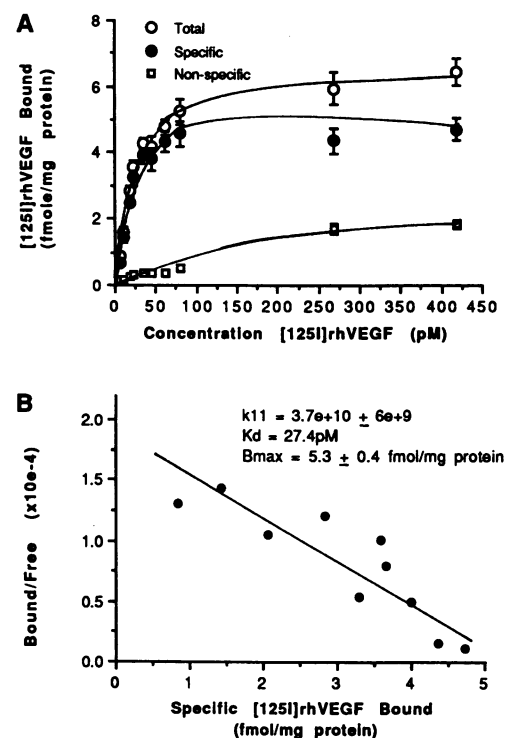 A
Total
Specific
Non-specific
[125I]rhVEGF Bound
(fmole/mg protein)
8
6
4
2
0
0 50 100 150 200 250 300 350 400 450
Concentration [125I]rhVEGF (pM)
B
k11 = 3.7e+10 ± 6e+9
Kd = 27.4pM
Bmax = 5.3 ± 0.4 fmol/mg protein
Bound/Free (x10e-4)
2.0
1.5
1.0
0.5
0.0
0 1 2 3 4 5
Specific [125I]rhVEGF Bound
(fmol/mg protein)